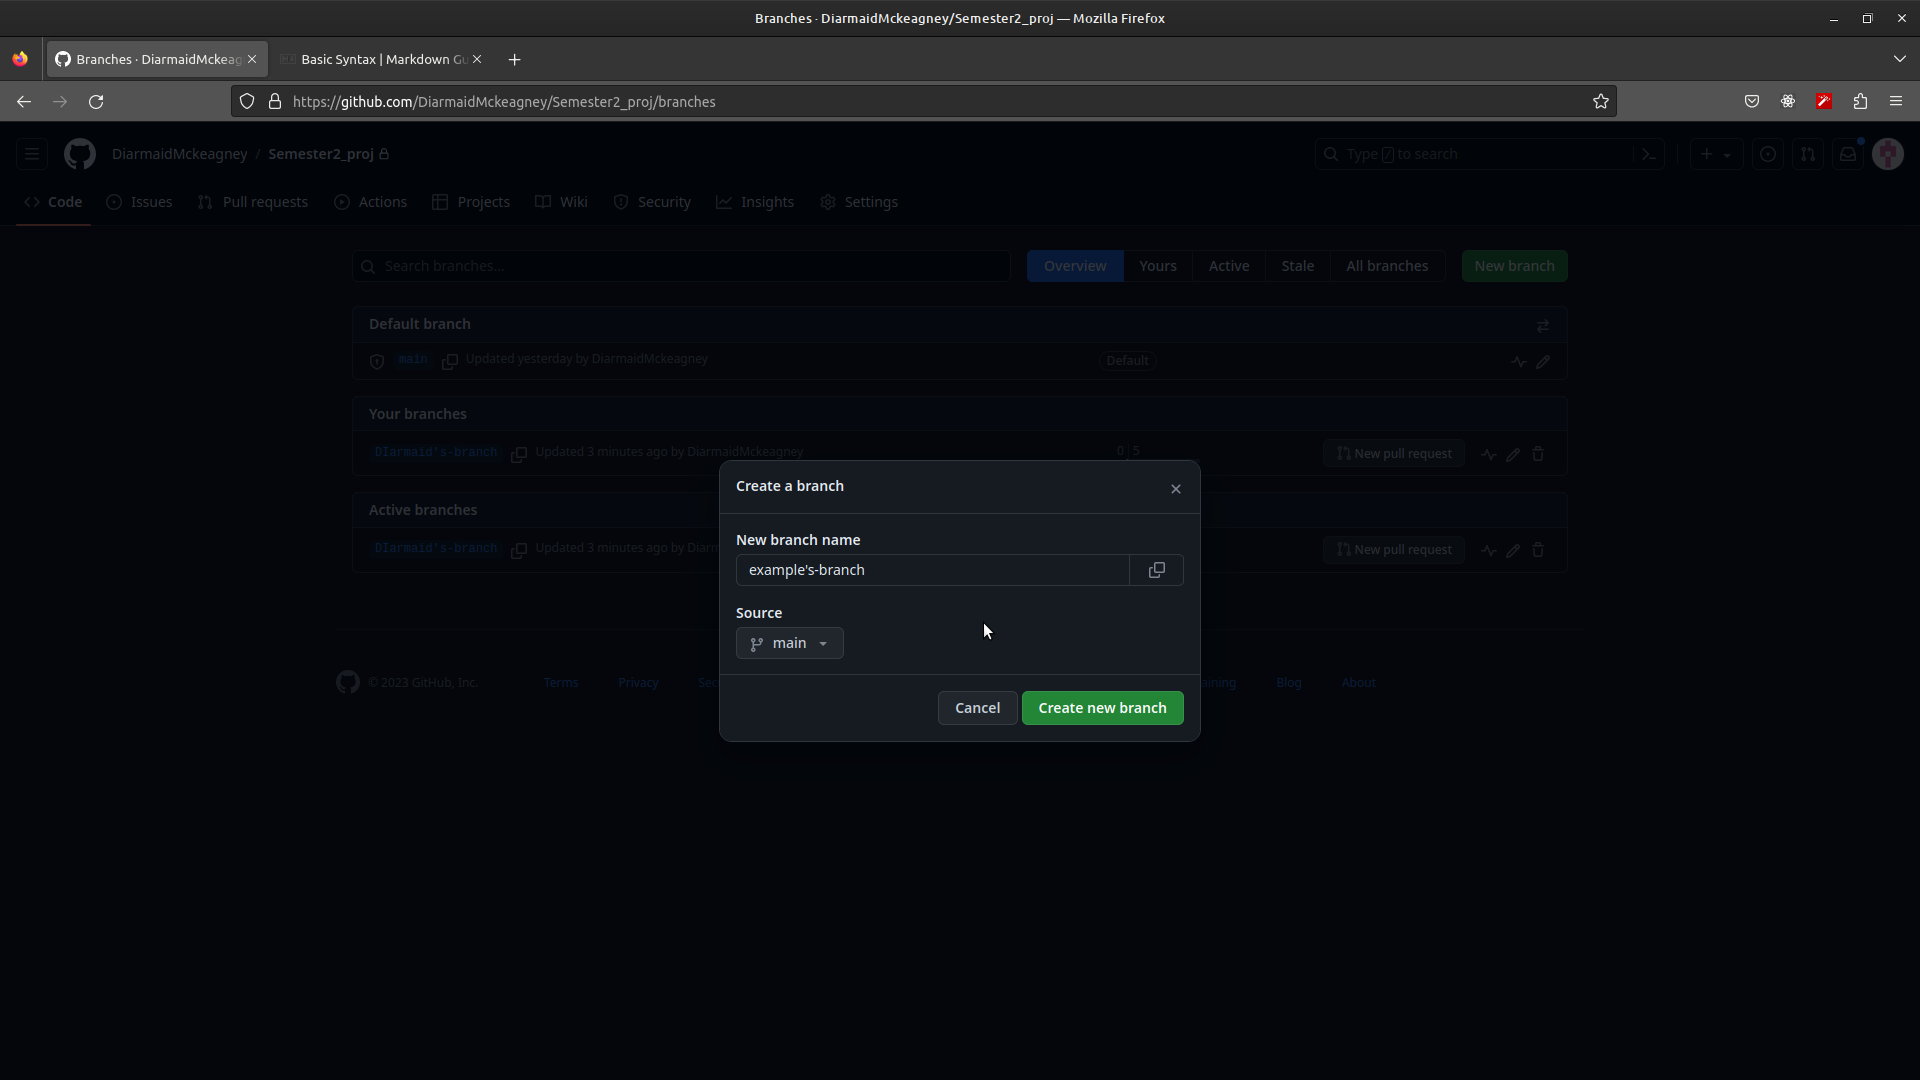 Branches · DiarmaidMckeagney/Semester2_proj — Mozilla Firefox
Branches · DiarmaidMckeag
Basic Syntax | Markdown Gu
https://github.com/DiarmaidMckeagney/Semester2_proj/branches
DiarmaidMckeagney / Semester2_proj
Type / to search
Code Issues Pull requests Actions Projects Wiki Security Insights Settings
Search branches...
Overview Yours Active Stale All branches New branch
Default branch
main Updated yesterday by DiarmaidMckeagney Default
Your branches
DIarmaid's-branch Updated 3 minutes ago by DiarmaidMckeagney 0 | 5 New pull request
Active branches
DIarmaid's-branch Updated 3 minutes ago by Diarm New pull request
Create a branch
New branch name
example's-branch
Source
main
Cancel Create new branch
© 2023 GitHub, Inc. Terms Privacy Sec Blog About